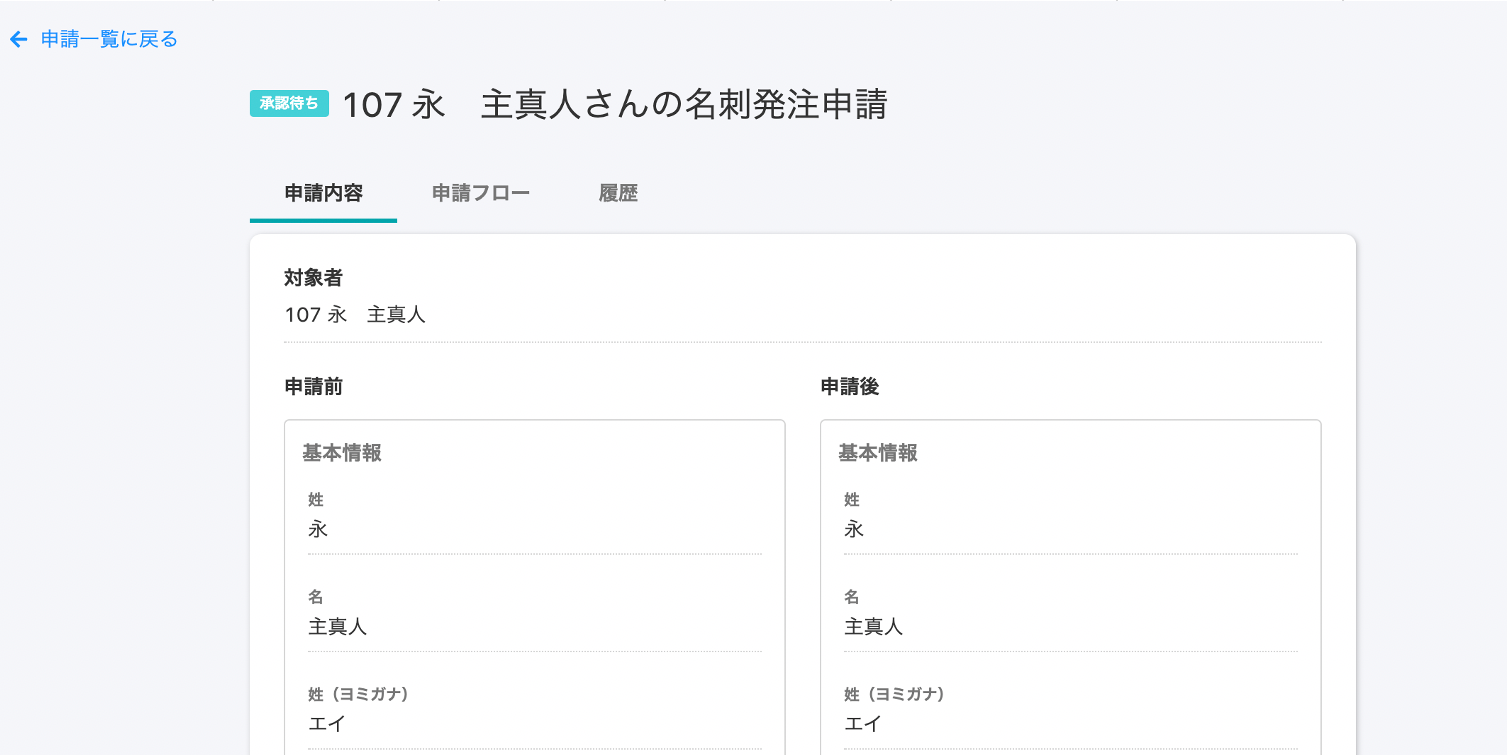 申請一覧に戻る
承認待ち 107 永　主真人さんの名刺発注申請
申請内容 申請フロー 履歴
対象者
107 永　主真人
申請前
基本情報
姓
永
名
主真人
姓（ヨミガナ）
エイ
申請後
基本情報
姓
永
名
主真人
姓（ヨミガナ）
エイ